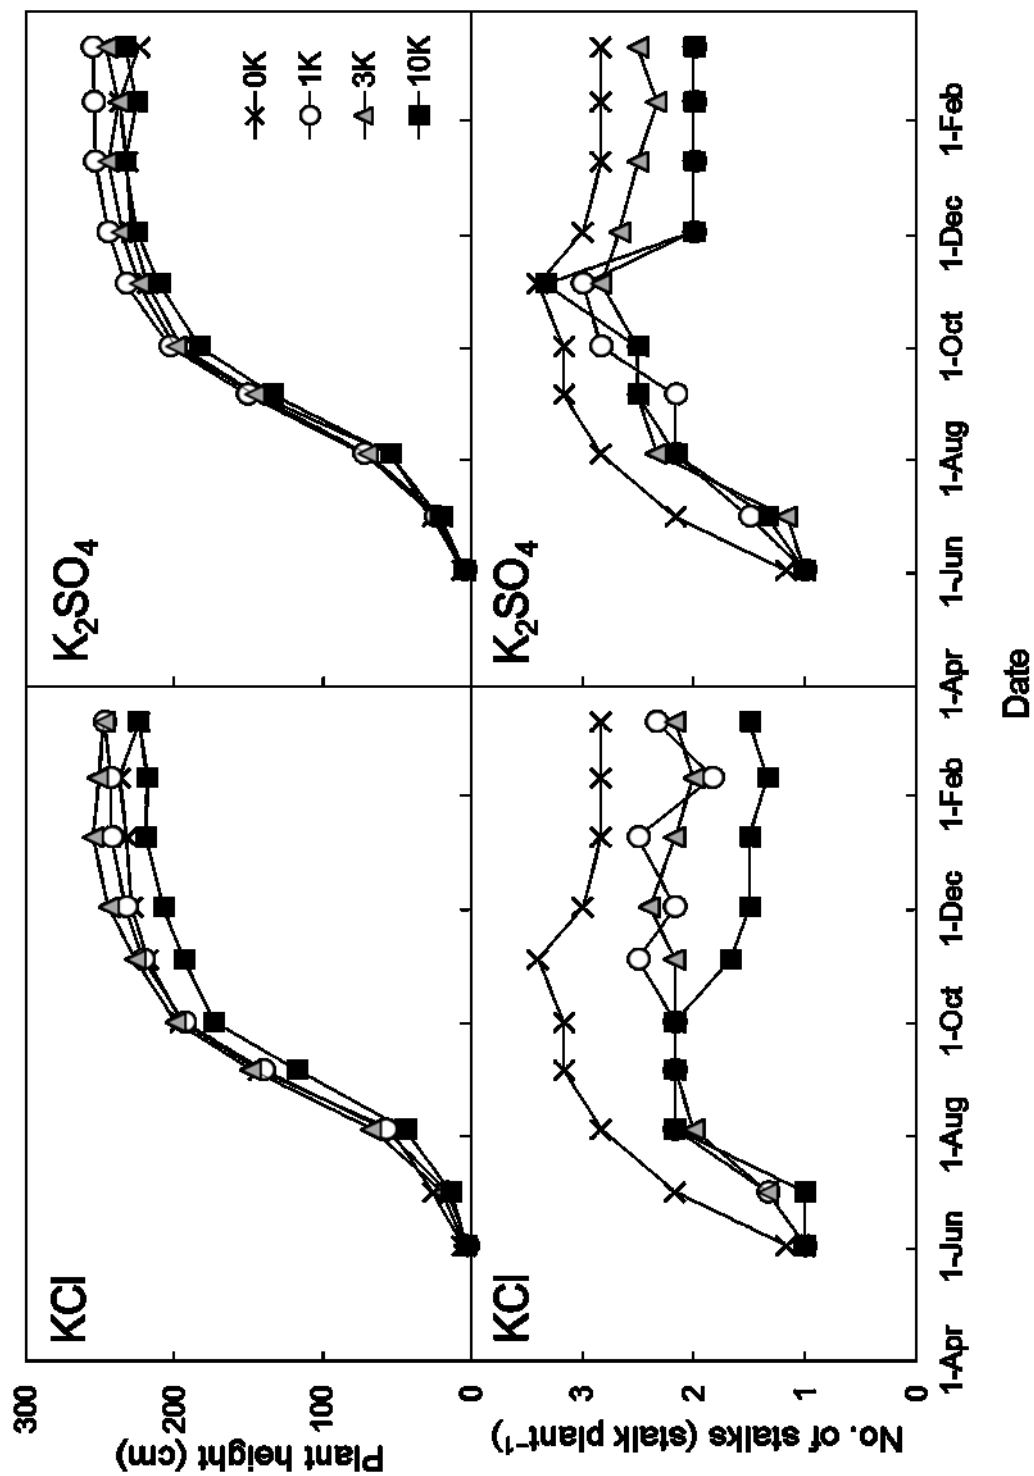 300
200
100
0
Plant height (cm)
KCl
K₂SO₄
0K
1K
3K
10K
3
2
1
0
No. of stalks (stalk plant⁻¹)
KCl
K₂SO₄
1-Apr
1-Jun
1-Aug
1-Oct
1-Dec
1-Feb
1-Apr
1-Jun
1-Aug
1-Oct
1-Dec
1-Feb
Date